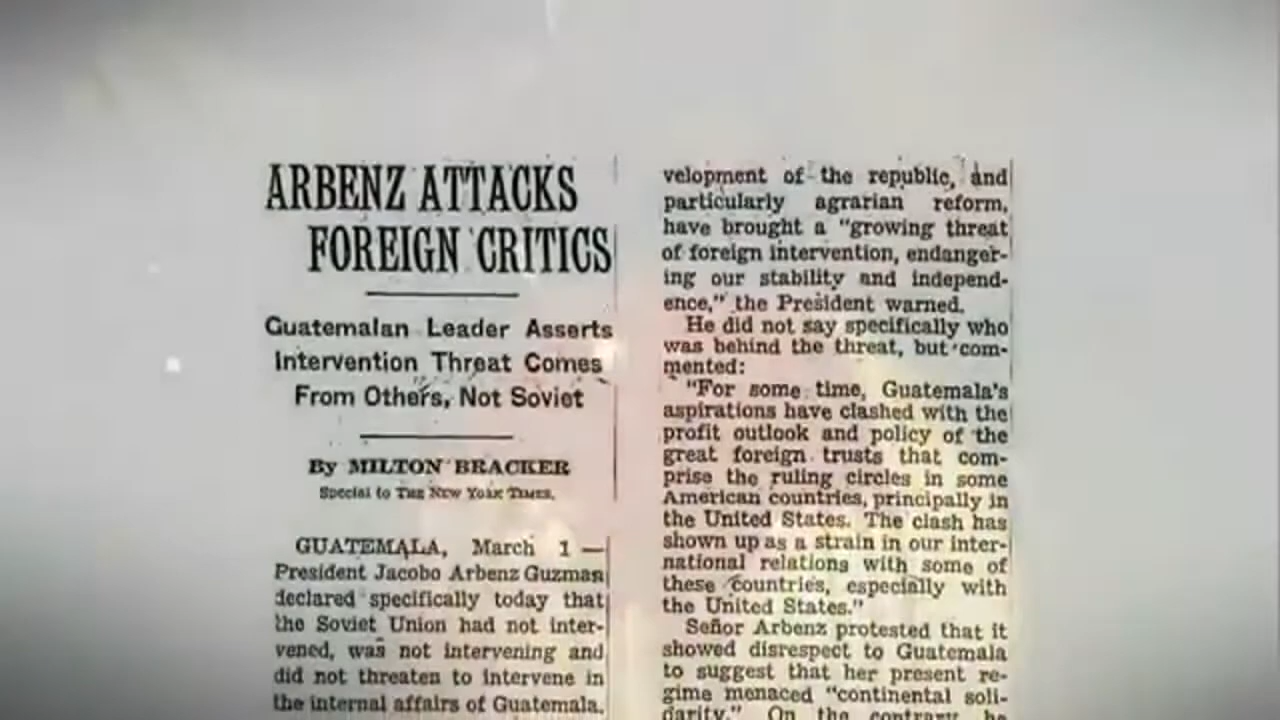 ARBENZ ATTACKS
FOREIGN CRITICS
Guatemalan Leader Asserts
Intervention Threat Comes
From Others, Not Soviet
By MILTON BRACKER
Special to THE NEW YORK TIMES.
GUATEMALA, March 1 —
President Jacobo Arbenz Guzman
declared specifically today that
the Soviet Union had not inter-
vened, was not intervening and
did not threaten to intervene in
the internal affairs of Guatemala.
velopment of the republic, and
particularly agrarian reform,
have brought a "growing threat
of foreign intervention, endanger-
ing our stability and independ-
ence," the President warned.
He did not say specifically who
was behind the threat, but com-
mented:
"For some time, Guatemala's
aspirations have clashed with the
profit outlook and policy of the
great foreign trusts that com-
prise the ruling circles in some
American countries, principally in
the United States. The clash has
shown up as a strain in our inter-
national relations with some of
these countries, especially with
the United States."
Señor Arbenz protested that it
showed disrespect to Guatemala
to suggest that her present re-
gime menaced "continental soli-
darity." On the contrary he